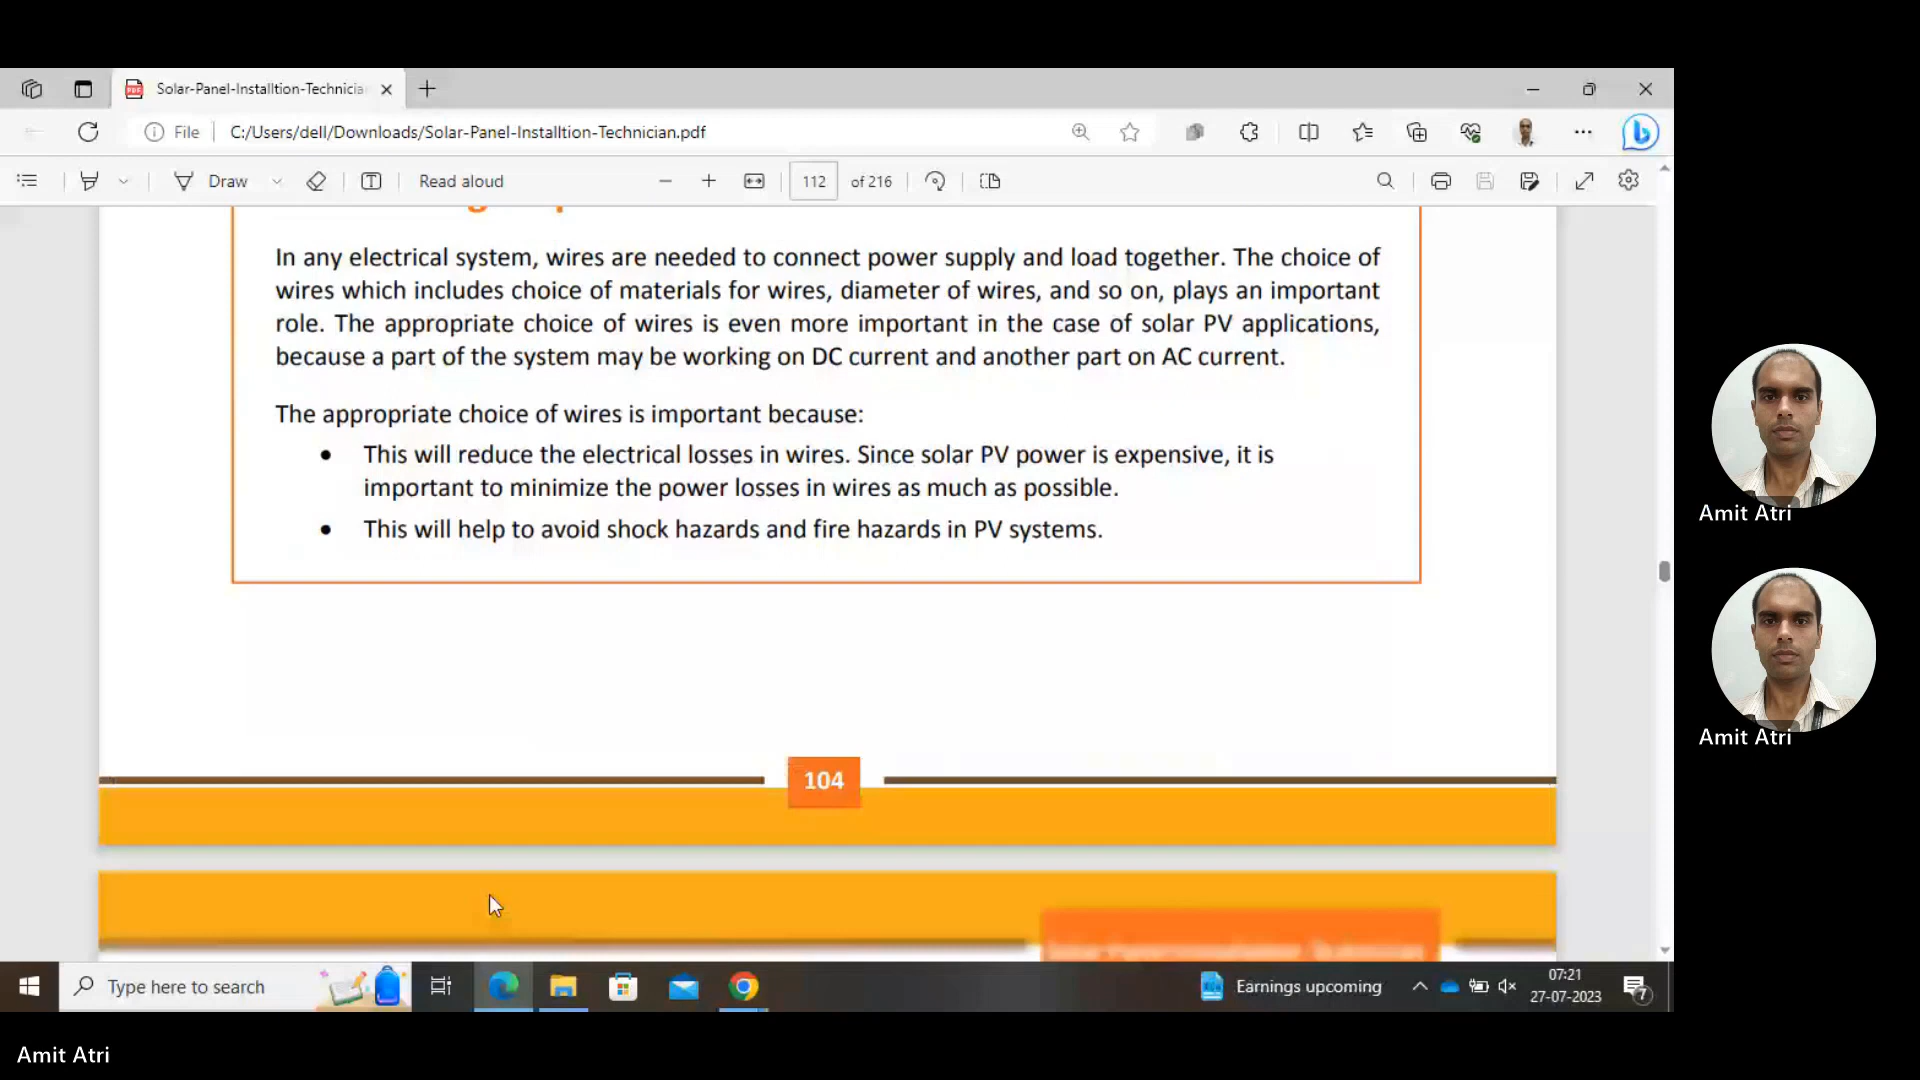 Solar-Panel-Installtion-Technicia
File
C:/Users/dell/Downloads/Solar-Panel-Installtion-Technician.pdf
Draw
Read aloud
112
of 216
In any electrical system, wires are needed to connect power supply and load together. The choice of
wires which includes choice of materials for wires, diameter of wires, and so on, plays an important
role. The appropriate choice of wires is even more important in the case of solar PV applications,
because a part of the system may be working on DC current and another part on AC current.
The appropriate choice of wires is important because:
• This will reduce the electrical losses in wires. Since solar PV power is expensive, it is
important to minimize the power losses in wires as much as possible.
• This will help to avoid shock hazards and fire hazards in PV systems.
104
Type here to search
Earnings upcoming
07:21
27-07-2023
7
Amit Atri
Amit Atri
Amit Atri